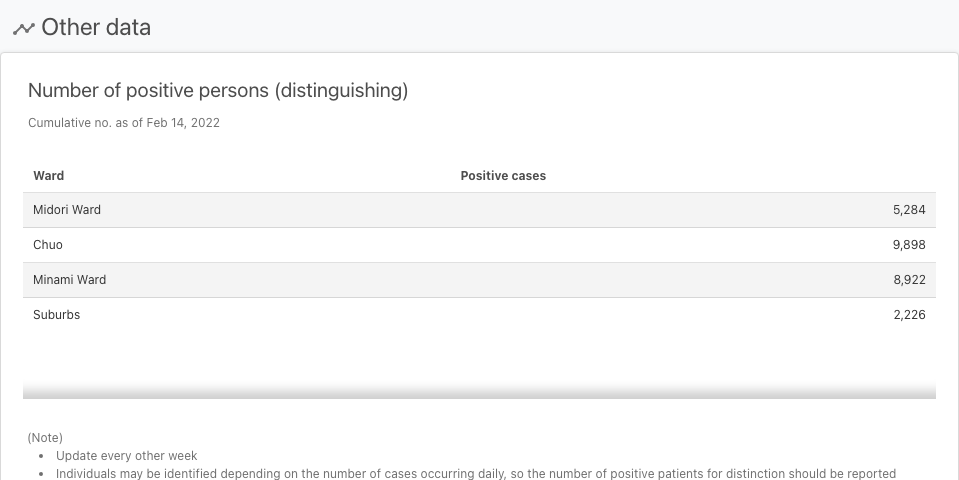 Other data
Number of positive persons (distinguishing)
Cumulative no. as of Feb 14, 2022
Ward Positive cases
Midori Ward 5,284
Chuo 9,898
Minami Ward 8,922
Suburbs 2,226
(Note)
• Update every other week
• Individuals may be identified depending on the number of cases occurring daily, so the number of positive patients for distinction should be reported